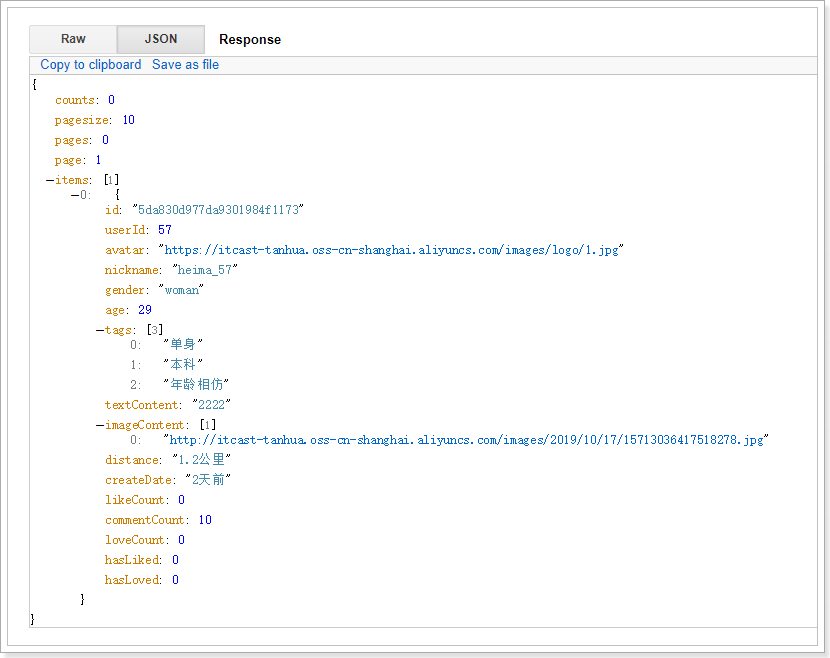 Raw JSON Response
Copy to clipboard Save as file
{
counts: 0
pagesize: 10
pages: 0
page: 1
−items: [1]
−0: {
id: "5da830d977da9301984f1173"
userId: 57
avatar: "https://itcast-tanhua.oss-cn-shanghai.aliyuncs.com/images/logo/1.jpg"
nickname: "heima_57"
gender: "woman"
age: 29
−tags: [3]
0: "单身"
1: "本科"
2: "年龄相仿"
textContent: "2222"
−imageContent: [1]
0: "http://itcast-tanhua.oss-cn-shanghai.aliyuncs.com/images/2019/10/17/15713036417518278.jpg"
distance: "1.2公里"
createDate: "2天前"
likeCount: 0
commentCount: 10
loveCount: 0
hasLiked: 0
hasLoved: 0
}
}